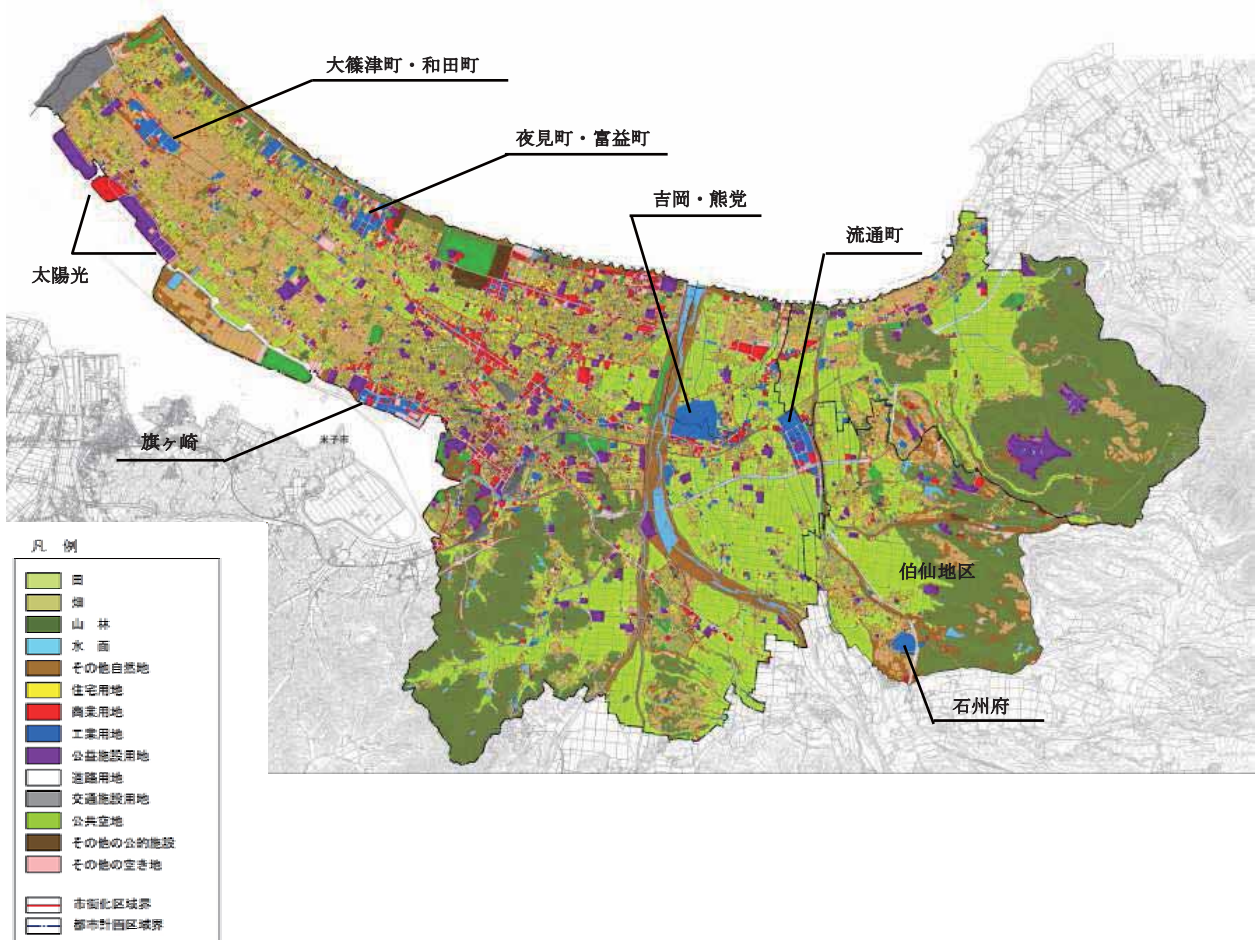 大篠津町・和田町
夜見町・富益町
吉岡・熊党
流通町
太陽光
旗ヶ崎
米子市
伯仙地区
石州府
凡 例
田
畑
山 林
水 面
その他自然地
住宅用地
商業用地
工業用地
公益施設用地
道路用地
交通施設用地
公共空地
その他の公的施設
その他の空き地
市街化区域界
都市計画区域界